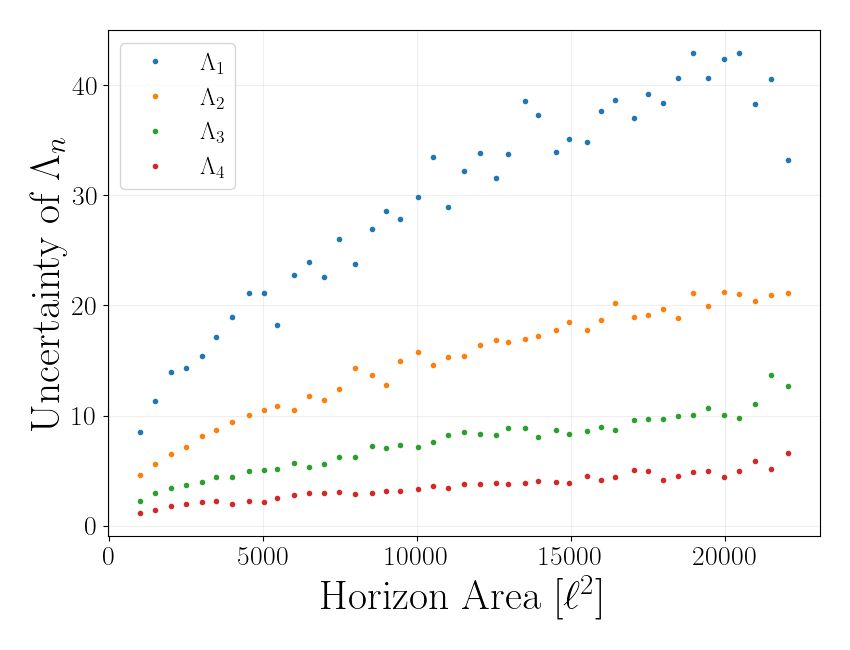 Λ₁
Λ₂
Λ₃
Λ₄
Uncertainty of Λₙ
40
30
20
10
0
0 5000 10000 15000 20000
Horizon Area [ℓ²]